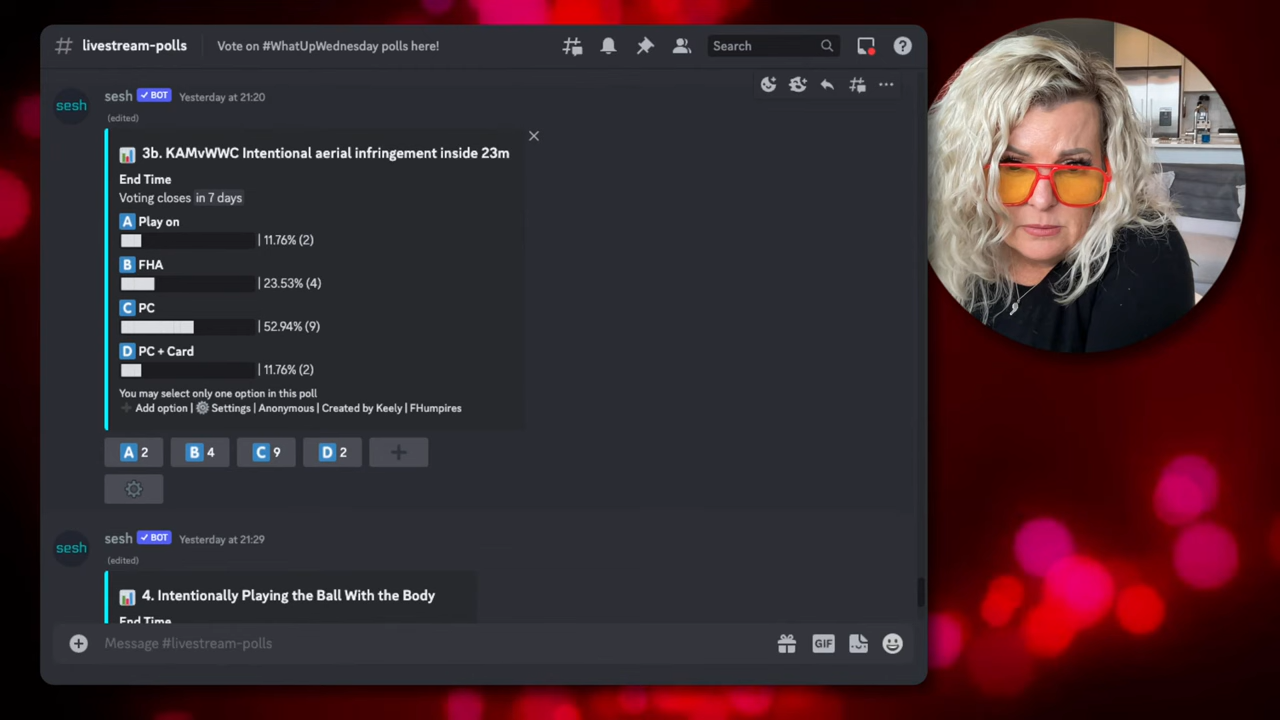 livestream-polls
Vote on #WhatUpWednesday polls here!
Search
sesh
sesh ✓ BOT Yesterday at 21:20
(edited)
3b. KAMvWWC Intentional aerial infringement inside 23m
End Time
Voting closes in 7 days
A Play on
| 11.76% (2)
B FHA
| 23.53% (4)
C PC
| 52.94% (9)
D PC + Card
| 11.76% (2)
You may select only one option in this poll
➕ Add option | ⚙️ Settings | Anonymous | Created by Keely | FHumpires
A 2
B 4
C 9
D 2
sesh
sesh ✓ BOT Yesterday at 21:29
(edited)
4. Intentionally Playing the Ball With the Body
End Time
Message #livestream-polls
GIF